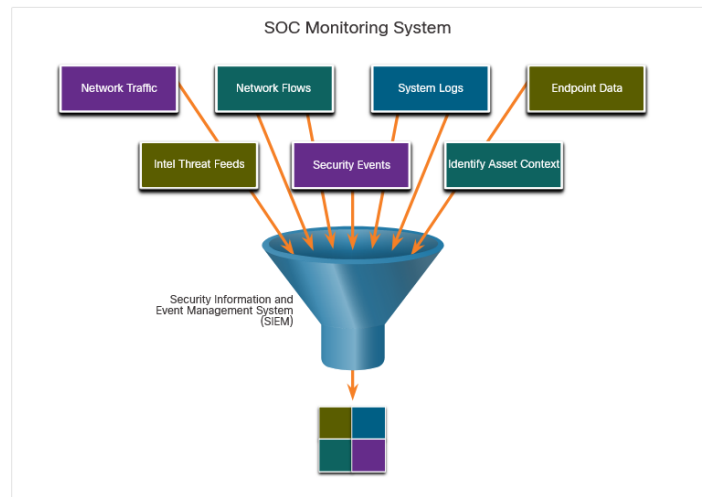 SOC Monitoring System
Network Traffic
Network Flows
System Logs
Endpoint Data
Intel Threat Feeds
Security Events
Identify Asset Context
Security Information and
Event Management System
(SIEM)